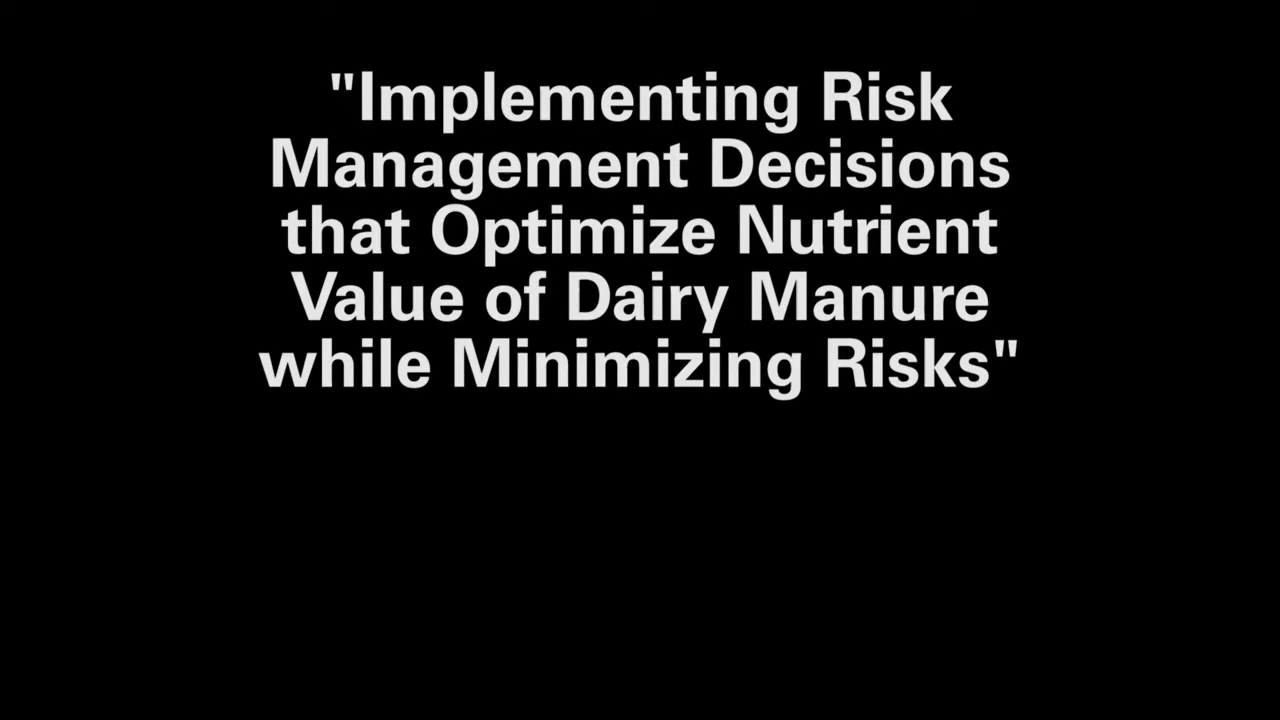 "Implementing Risk
Management Decisions
that Optimize Nutrient
Value of Dairy Manure
while Minimizing Risks"